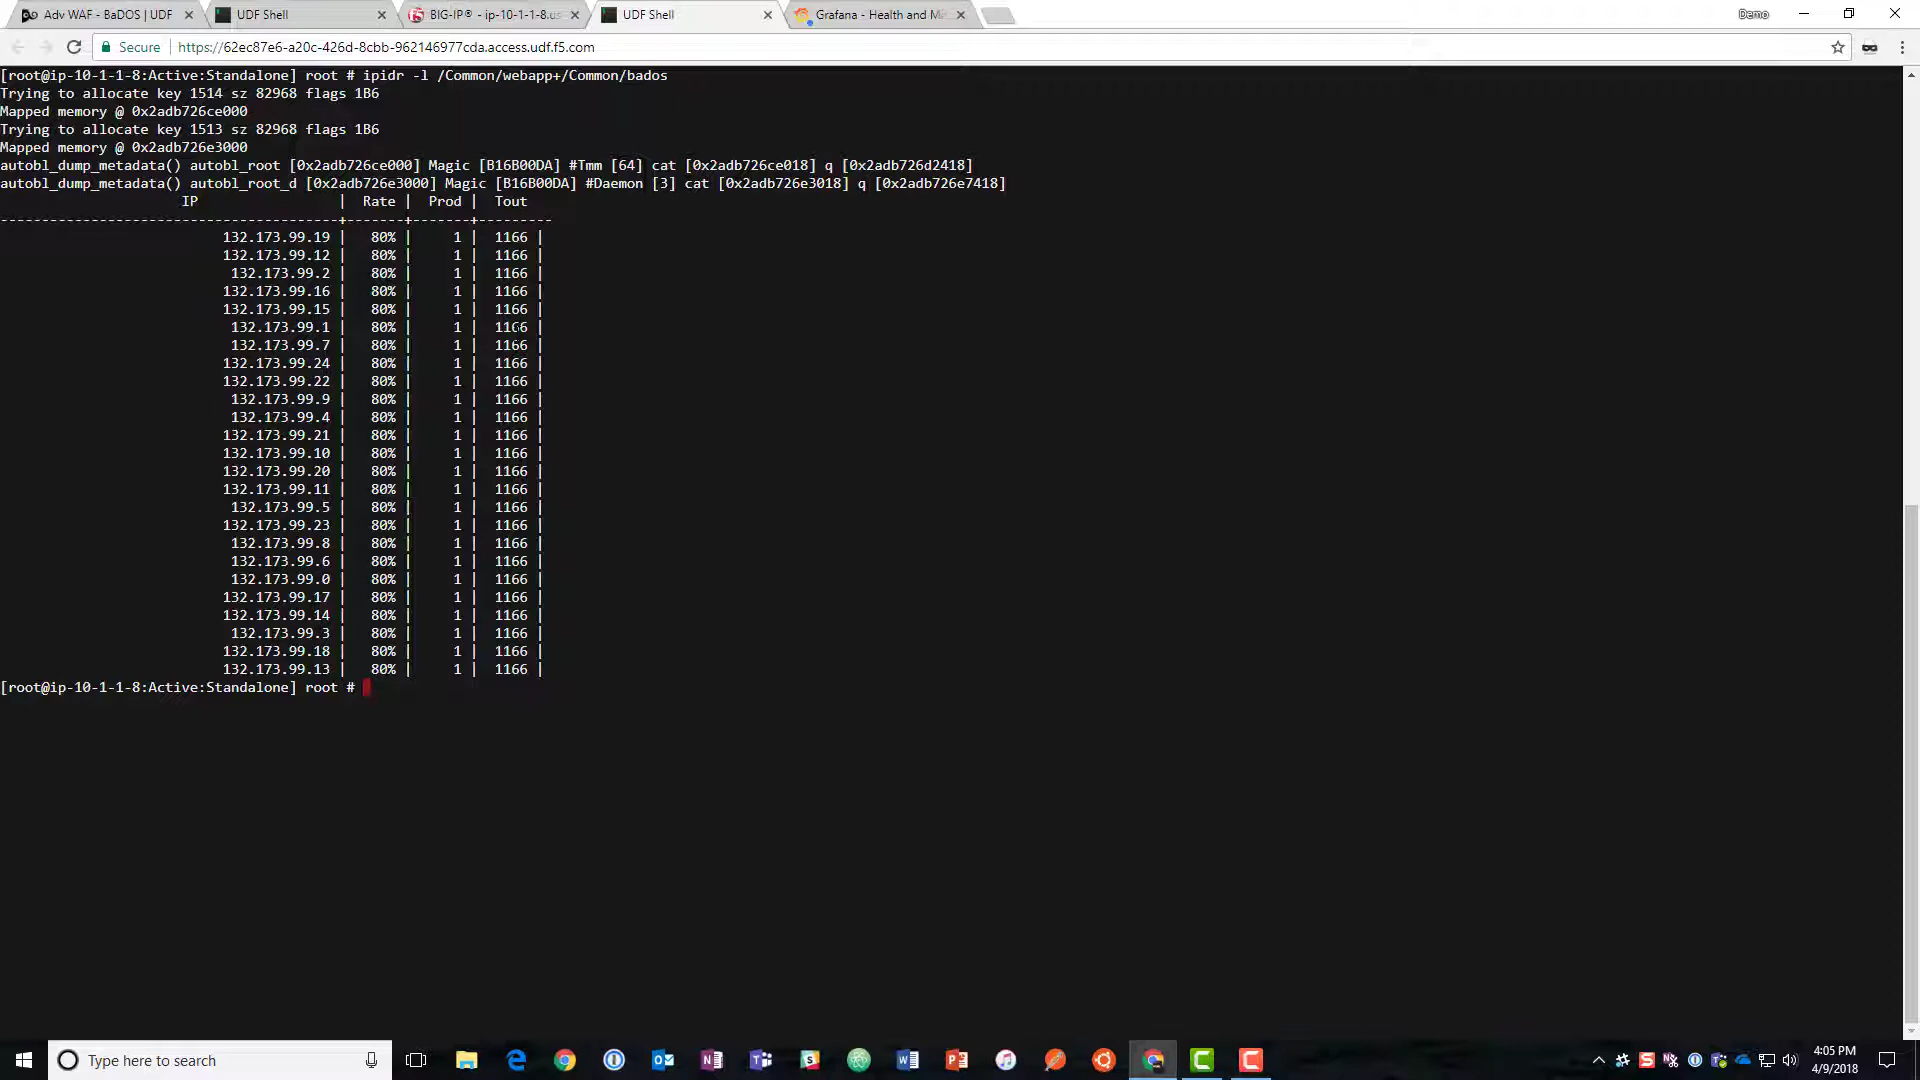 Adv WAF - BaDOS | UDF
UDF Shell
BIG-IP® - ip-10-1-1-8.us
UDF Shell
Grafana - Health and Mi
Demo
Secure
https://62ec87e6-a20c-426d-8cbb-962146977cda.access.udf.f5.com
[root@ip-10-1-1-8:Active:Standalone] root # ipidr -l /Common/webapp+/Common/bados
Trying to allocate key 1514 sz 82968 flags 1B6
Mapped memory @ 0x2adb726ce000
Trying to allocate key 1513 sz 82968 flags 1B6
Mapped memory @ 0x2adb726e3000
autobl_dump_metadata() autobl_root [0x2adb726ce000] Magic [B16B00DA] #Tmm [64] cat [0x2adb726ce018] q [0x2adb726d2418]
autobl_dump_metadata() autobl_root_d [0x2adb726e3000] Magic [B16B00DA] #Daemon [3] cat [0x2adb726e3018] q [0x2adb726e7418]
IP | Rate | Prod | Tout
-----------------------------------------+-------+-------+---------
132.173.99.19 | 80% | 1 | 1166 |
132.173.99.12 | 80% | 1 | 1166 |
132.173.99.2 | 80% | 1 | 1166 |
132.173.99.16 | 80% | 1 | 1166 |
132.173.99.15 | 80% | 1 | 1166 |
132.173.99.1 | 80% | 1 | 1166 |
132.173.99.7 | 80% | 1 | 1166 |
132.173.99.24 | 80% | 1 | 1166 |
132.173.99.22 | 80% | 1 | 1166 |
132.173.99.9 | 80% | 1 | 1166 |
132.173.99.4 | 80% | 1 | 1166 |
132.173.99.21 | 80% | 1 | 1166 |
132.173.99.10 | 80% | 1 | 1166 |
132.173.99.20 | 80% | 1 | 1166 |
132.173.99.11 | 80% | 1 | 1166 |
132.173.99.5 | 80% | 1 | 1166 |
132.173.99.23 | 80% | 1 | 1166 |
132.173.99.8 | 80% | 1 | 1166 |
132.173.99.6 | 80% | 1 | 1166 |
132.173.99.0 | 80% | 1 | 1166 |
132.173.99.17 | 80% | 1 | 1166 |
132.173.99.14 | 80% | 1 | 1166 |
132.173.99.3 | 80% | 1 | 1166 |
132.173.99.18 | 80% | 1 | 1166 |
132.173.99.13 | 80% | 1 | 1166 |
[root@ip-10-1-1-8:Active:Standalone] root #
Type here to search
4:05 PM
4/9/2018